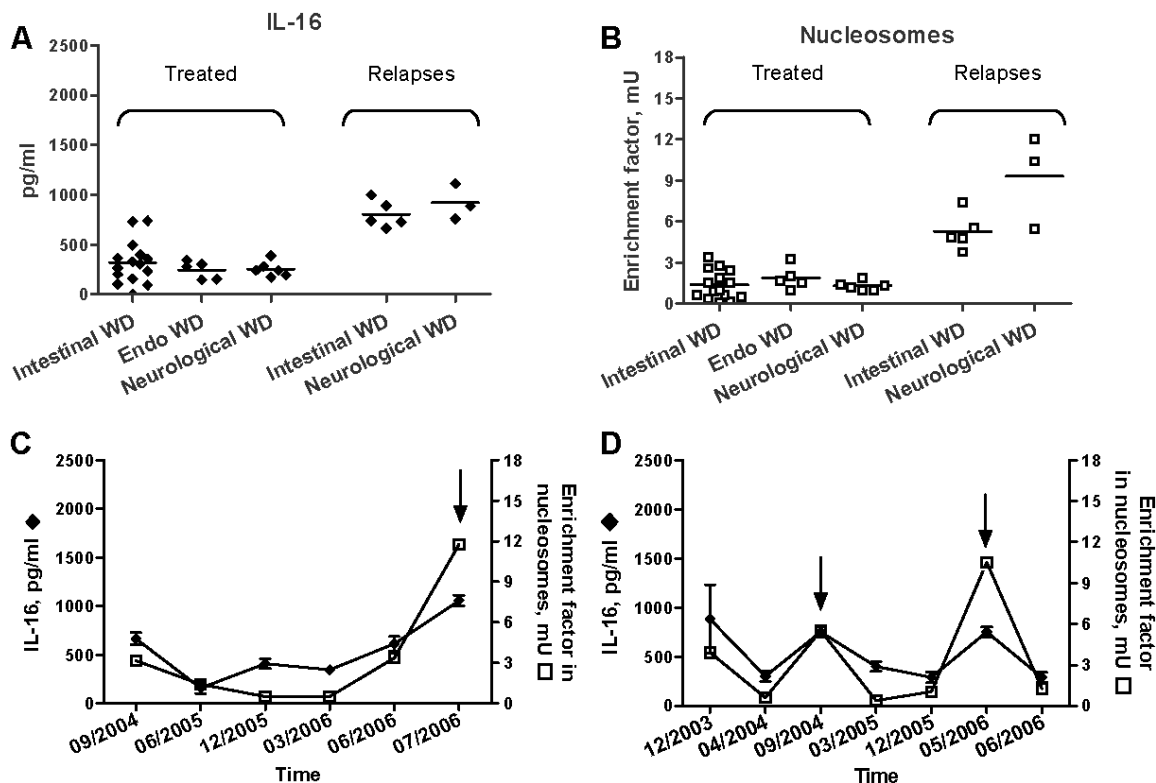 A
IL-16
2500
2000
1500
1000
500
0
pg/ml
Treated
Relapses
Intestinal WD
Endo WD
Neurological WD
Intestinal WD
Neurological WD
B
Nucleosomes
18
15
12
9
6
3
0
Enrichment factor, mU
Treated
Relapses
Intestinal WD
Endo WD
Neurological WD
Intestinal WD
Neurological WD
C
2500
2000
1500
1000
500
0
IL-16, pg/ml
18
15
12
9
6
3
0
Enrichment factor in
nucleosomes, mU
09/2004
06/2005
12/2005
03/2006
06/2006
07/2006
Time
D
2500
2000
1500
1000
500
0
IL-16, pg/ml
18
15
12
9
6
3
0
Enrichment factor
in nucleosomes, mU
12/2003
04/2004
09/2004
03/2005
12/2005
05/2006
06/2006
Time